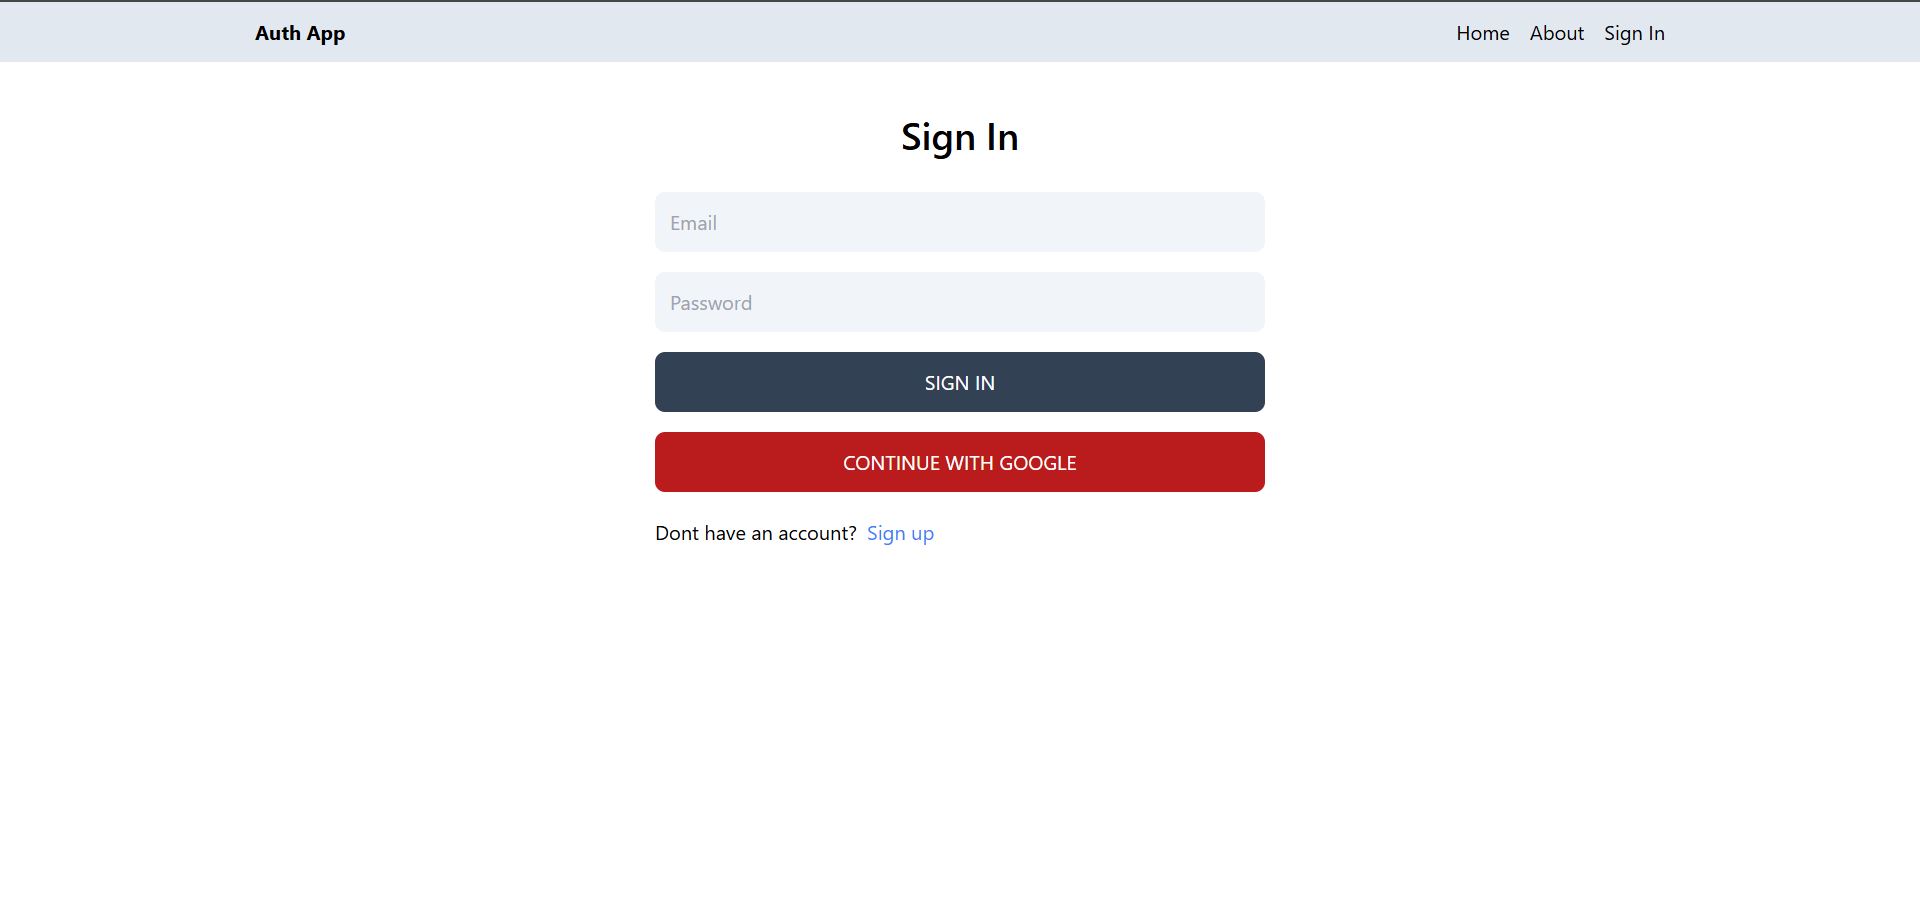 Auth App Home About Sign In
Sign In
Email
Password
SIGN IN
CONTINUE WITH GOOGLE
Dont have an account? Sign up